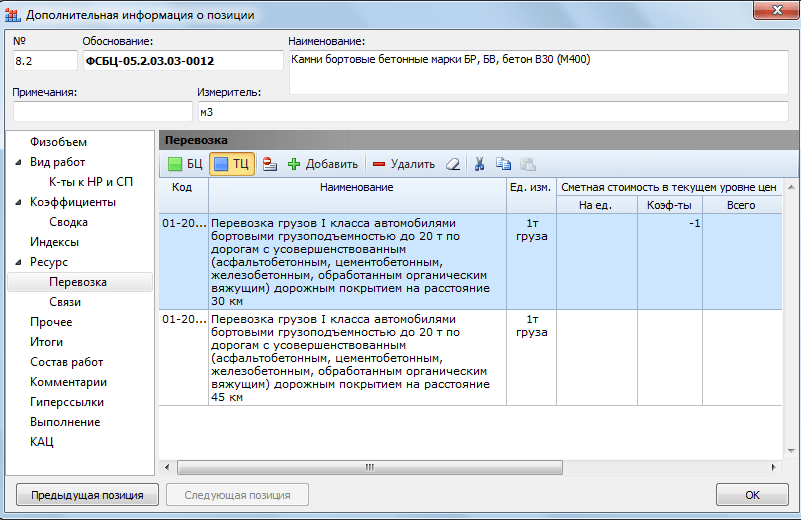 Дополнительная информация о позиции
№ Обоснование: Наименование:
8.2 ФСБЦ-05.2.03.03-0012 Камни бортовые бетонные марки БР, БВ, бетон В30 (М400)
Примечания: Измеритель:
м3
Физобъем
Вид работ
К-ты к НР и СП
Коэффициенты
Сводка
Индексы
Ресурс
Перевозка
Связи
Прочее
Итоги
Состав работ
Комментарии
Гиперссылки
Выполнение
КАЦ
Перевозка
БЦ ТЦ Добавить Удалить
Код Наименование Ед. изм. Сметная стоимость в текущем уровне цен
На ед. Коэф-ты Всего
01-20... Перевозка грузов I класса автомобилями 1т -1
бортовыми грузоподъемностью до 20 т по груза
дорогам с усовершенствованным
(асфальтобетонным, цементобетонным,
железобетонным, обработанным органическим
вяжущим) дорожным покрытием на расстояние
30 км
01-20... Перевозка грузов I класса автомобилями 1т
бортовыми грузоподъемностью до 20 т по груза
дорогам с усовершенствованным
(асфальтобетонным, цементобетонным,
железобетонным, обработанным органическим
вяжущим) дорожным покрытием на расстояние
45 км
Предыдущая позиция Следующая позиция OK